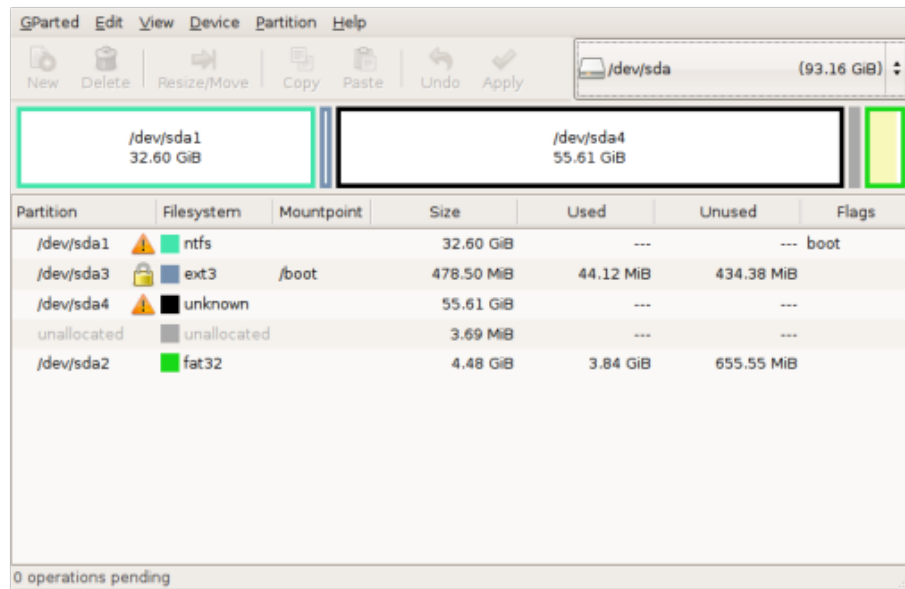 GParted Edit View Device Partition Help
New Delete Resize/Move Copy Paste Undo Apply /dev/sda (93.16 GiB)
/dev/sda1 /dev/sda4
32.60 GiB 55.61 GiB
Partition Filesystem Mountpoint Size Used Unused Flags
/dev/sda1 ntfs 32.60 GiB --- --- boot
/dev/sda3 ext3 /boot 478.50 MiB 44.12 MiB 434.38 MiB
/dev/sda4 unknown 55.61 GiB --- ---
unallocated unallocated 3.69 MiB --- ---
/dev/sda2 fat32 4.48 GiB 3.84 GiB 655.55 MiB
0 operations pending